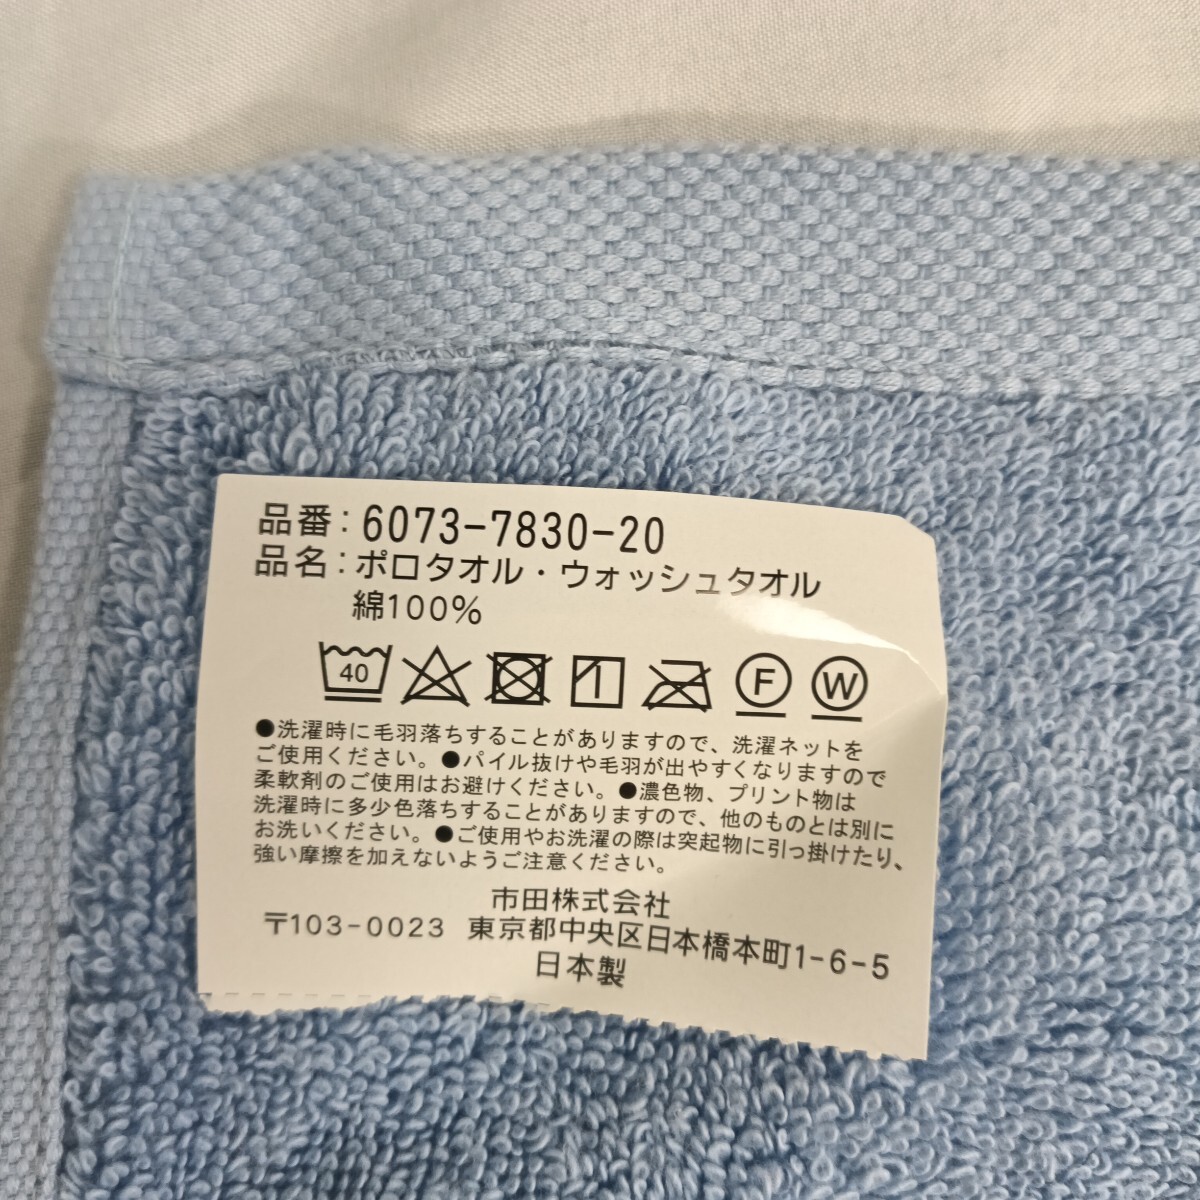 品番:6073-7830-20
品名:ポロタオル・ウォッシュタオル
綿100%
40 F W
●洗濯時に毛羽落ちすることがありますので、洗濯ネットを
ご使用ください。●パイル抜けや毛羽が出やすくなりますので
柔軟剤のご使用はお避けください。●濃色物、プリント物は
洗濯時に多少色落ちすることがありますので、他のものとは別に
お洗いください。●ご使用やお洗濯の際は突起物に引っ掛けたり、
強い摩擦を加えないようご注意ください。
市田株式会社
〒103-0023 東京都中央区日本橋本町1-6-5
日本製